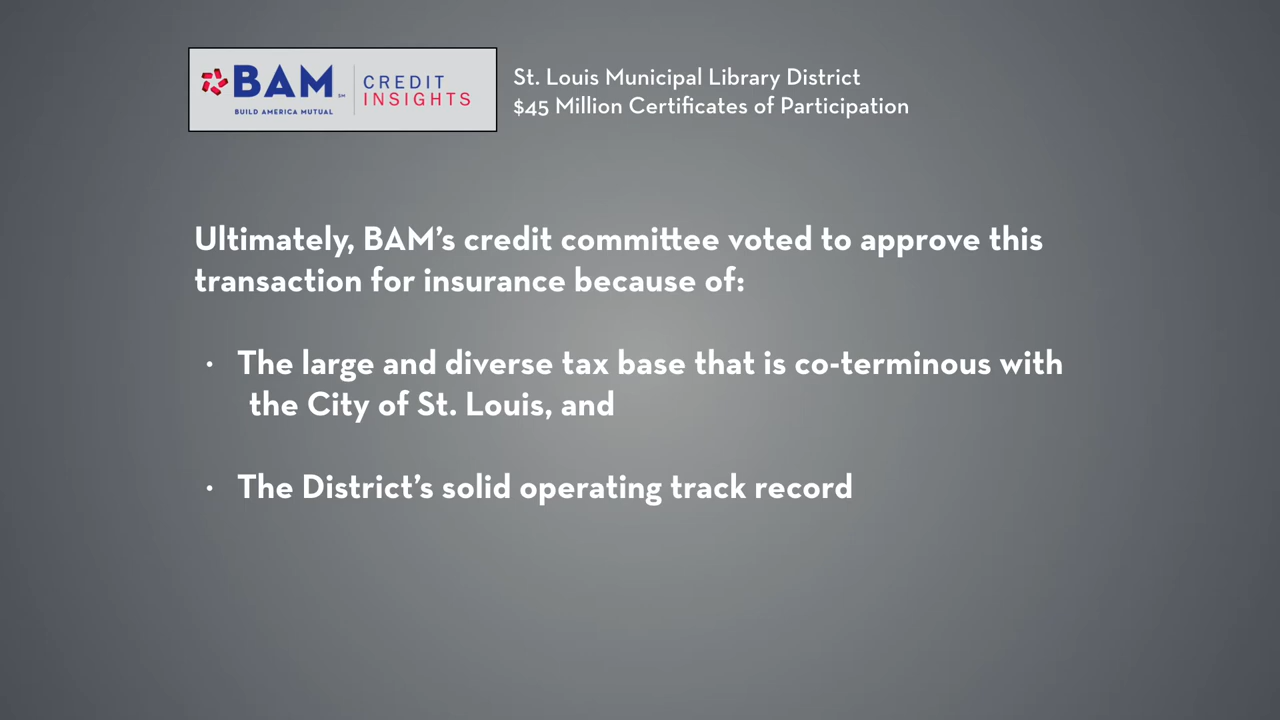 BAM SM
BUILD AMERICA MUTUAL
CREDIT
INSIGHTS
St. Louis Municipal Library District
$45 Million Certificates of Participation
Ultimately, BAM’s credit committee voted to approve this
transaction for insurance because of:
• The large and diverse tax base that is co-terminous with
the City of St. Louis, and
• The District’s solid operating track record